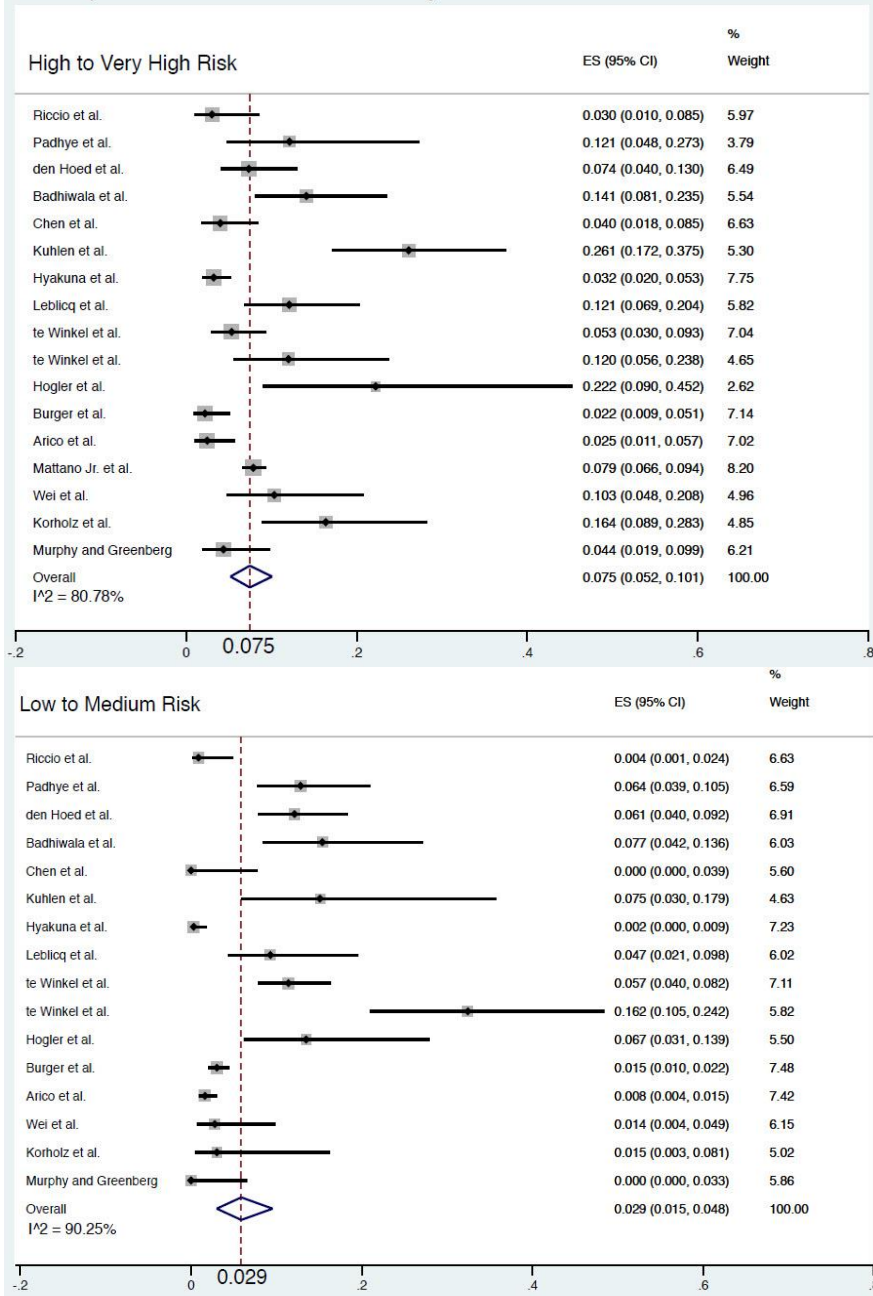 %
High to Very High Risk ES (95% CI) Weight
Riccio et al. 0.030 (0.010, 0.085) 5.97
Padhye et al. 0.121 (0.048, 0.273) 3.79
den Hoed et al. 0.074 (0.040, 0.130) 6.49
Badhiwala et al. 0.141 (0.081, 0.235) 5.54
Chen et al. 0.040 (0.018, 0.085) 6.63
Kuhlen et al. 0.261 (0.172, 0.375) 5.30
Hyakuna et al. 0.032 (0.020, 0.053) 7.75
Leblicq et al. 0.121 (0.069, 0.204) 5.82
te Winkel et al. 0.053 (0.030, 0.093) 7.04
te Winkel et al. 0.120 (0.056, 0.238) 4.65
Hogler et al. 0.222 (0.090, 0.452) 2.62
Burger et al. 0.022 (0.009, 0.051) 7.14
Arico et al. 0.025 (0.011, 0.057) 7.02
Mattano Jr. et al. 0.079 (0.066, 0.094) 8.20
Wei et al. 0.103 (0.048, 0.208) 4.96
Korholz et al. 0.164 (0.089, 0.283) 4.85
Murphy and Greenberg 0.044 (0.019, 0.099) 6.21
Overall 0.075 (0.052, 0.101) 100.00
I^2 = 80.78%
-.2 0 0.075 .2 .4 .6 .8
%
Low to Medium Risk ES (95% CI) Weight
Riccio et al. 0.004 (0.001, 0.024) 6.63
Padhye et al. 0.064 (0.039, 0.105) 6.59
den Hoed et al. 0.061 (0.040, 0.092) 6.91
Badhiwala et al. 0.077 (0.042, 0.136) 6.03
Chen et al. 0.000 (0.000, 0.039) 5.60
Kuhlen et al. 0.075 (0.030, 0.179) 4.63
Hyakuna et al. 0.002 (0.000, 0.009) 7.23
Leblicq et al. 0.047 (0.021, 0.098) 6.02
te Winkel et al. 0.057 (0.040, 0.082) 7.11
te Winkel et al. 0.162 (0.105, 0.242) 5.82
Hogler et al. 0.067 (0.031, 0.139) 5.50
Burger et al. 0.015 (0.010, 0.022) 7.48
Arico et al. 0.008 (0.004, 0.015) 7.42
Wei et al. 0.014 (0.004, 0.049) 6.15
Korholz et al. 0.015 (0.003, 0.081) 5.02
Murphy and Greenberg 0.000 (0.000, 0.033) 5.86
Overall 0.029 (0.015, 0.048) 100.00
I^2 = 90.25%
-.2 0 0.029 .2 .4 .6